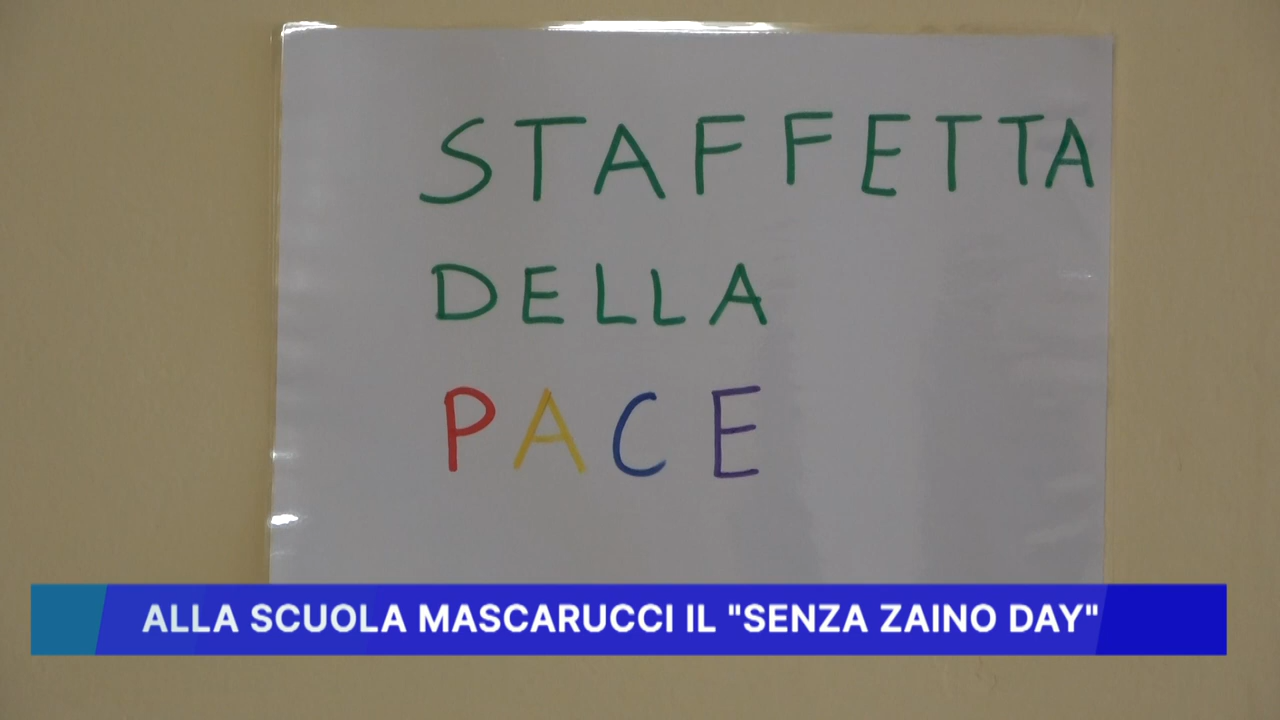 STAFFETTA
DELLA
PACE
ALLA SCUOLA MASCARUCCI IL "SENZA ZAINO DAY"